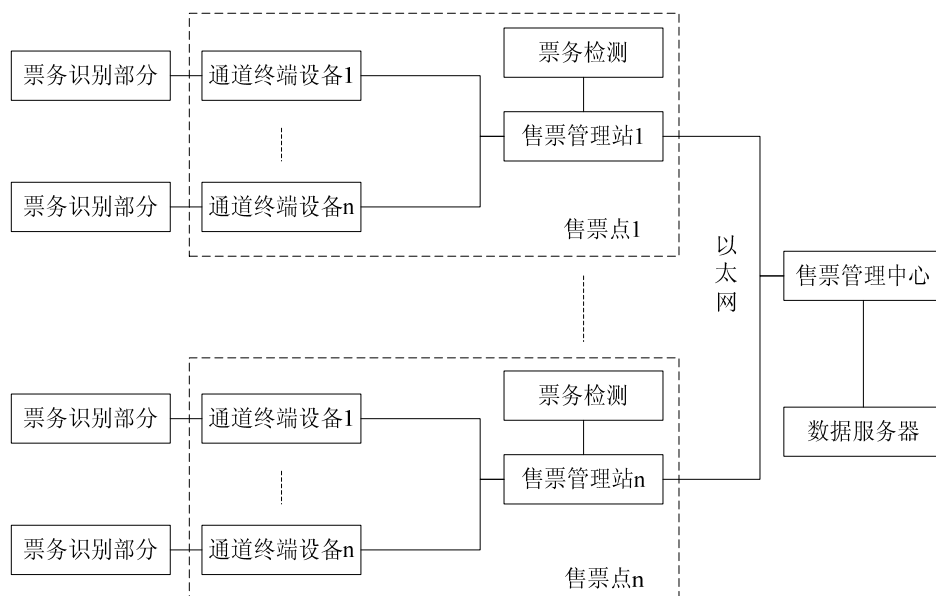 票务识别部分
通道终端设备1
票务检测
售票管理站1
票务识别部分
通道终端设备n
售票点1
以太网
售票管理中心
数据服务器
票务识别部分
通道终端设备1
票务检测
售票管理站n
票务识别部分
通道终端设备n
售票点n